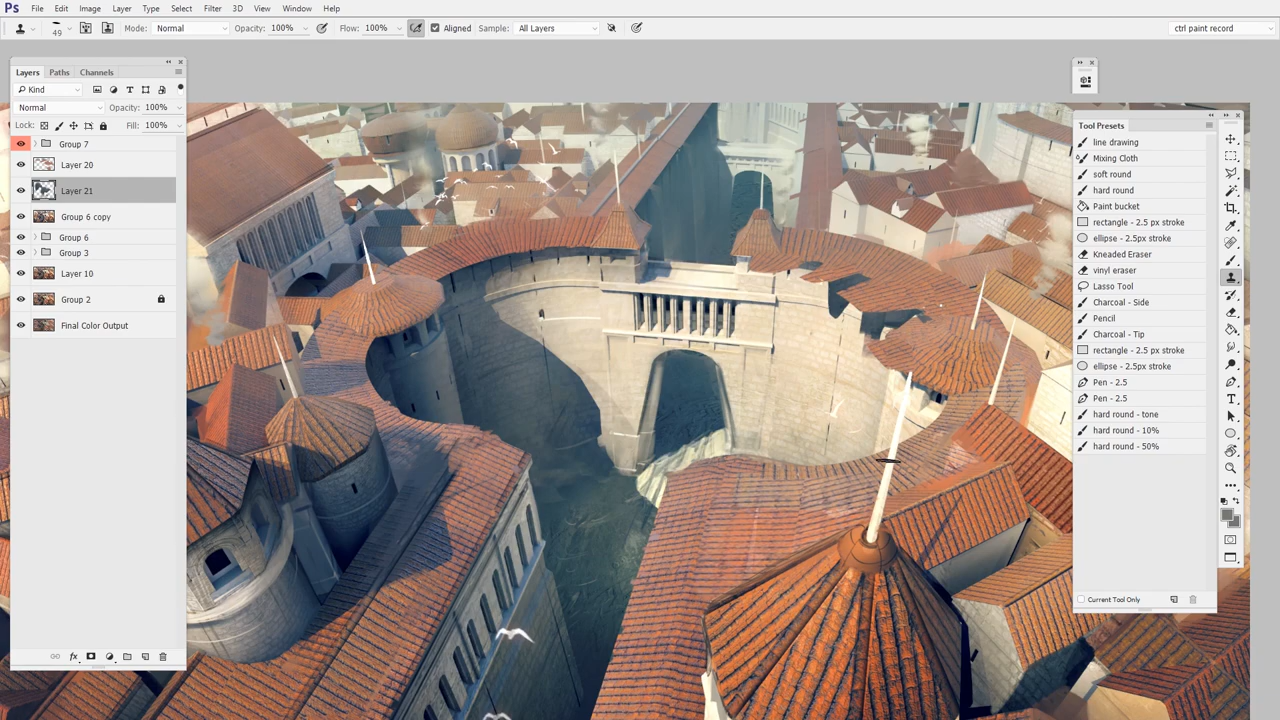 Ps File Edit Image Layer Type Select Filter 3D View Window Help
49 Mode: Normal Opacity: 100% Flow: 100% Aligned Sample: All Layers ctrl paint record
Layers Paths Channels
Kind
Normal Opacity: 100%
Lock: Fill: 100%
Group 7
Layer 20
Layer 21
Group 6 copy
Group 6
Group 3
Layer 10
Group 2
Final Color Output
fx
Tool Presets
line drawing
Mixing Cloth
soft round
hard round
Paint bucket
rectangle - 2.5 px stroke
ellipse - 2.5px stroke
Kneaded Eraser
vinyl eraser
Lasso Tool
Charcoal - Side
Pencil
Charcoal - Tip
rectangle - 2.5 px stroke
ellipse - 2.5px stroke
Pen - 2.5
Pen - 2.5
hard round - tone
hard round - 10%
hard round - 50%
Current Tool Only